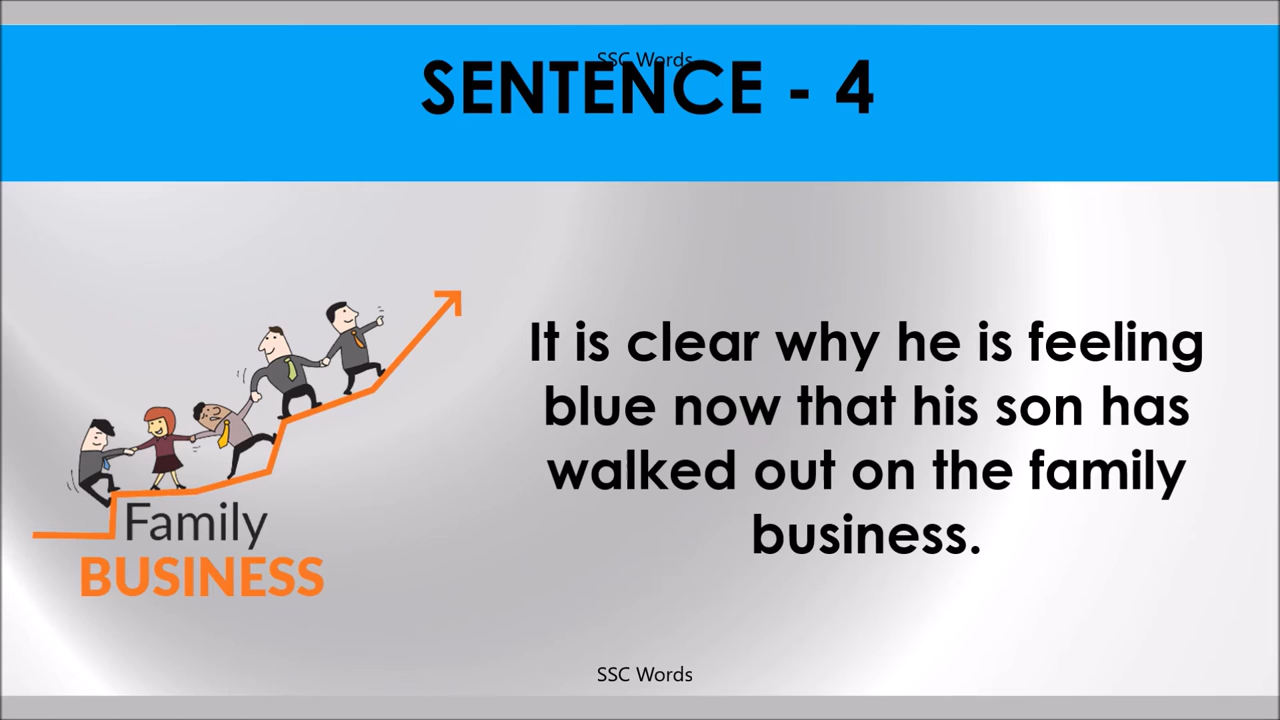 SSC Words
SENTENCE - 4
It is clear why he is feeling
blue now that his son has
walked out on the family
business.
Family
BUSINESS
SSC Words